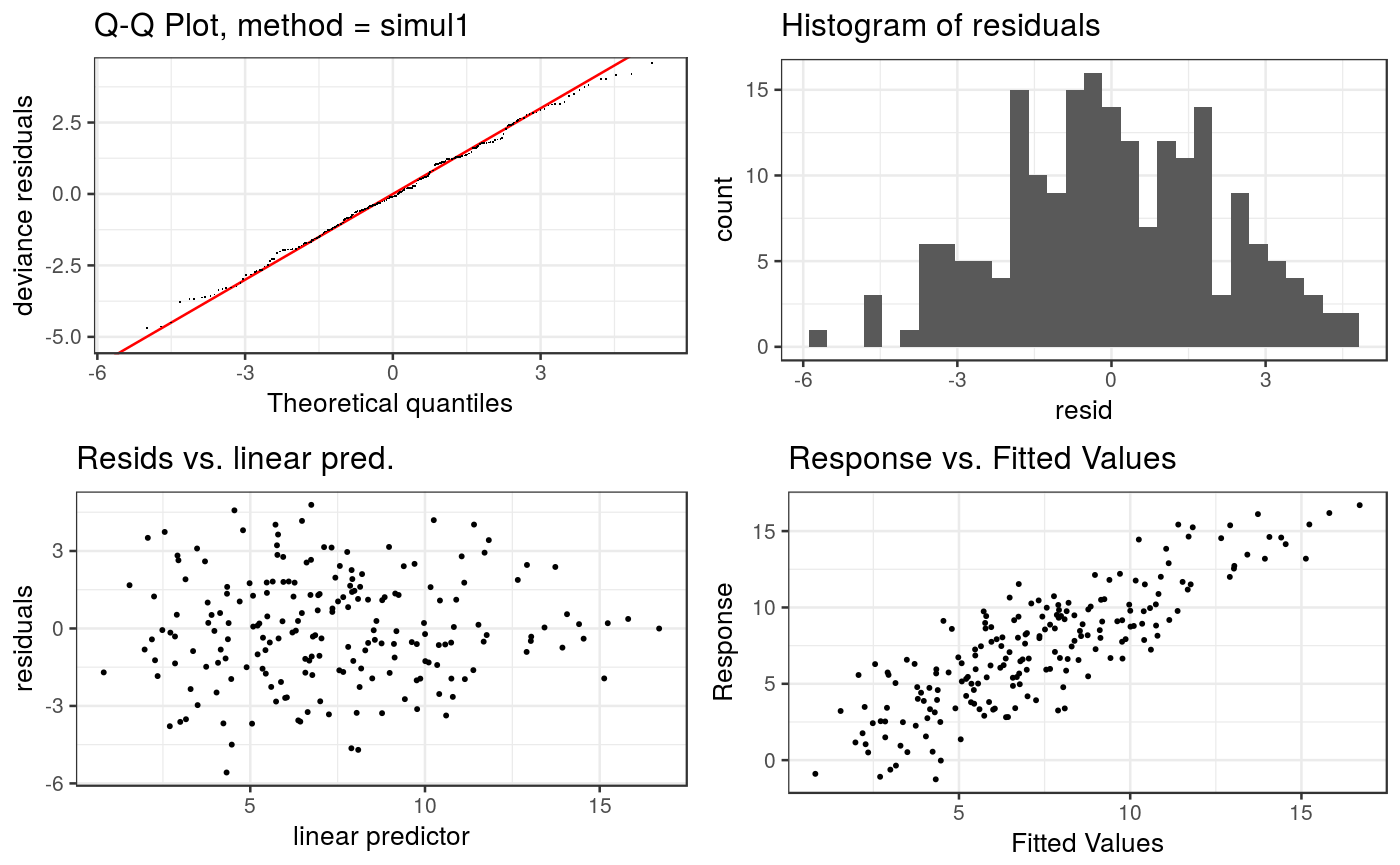 Q-Q Plot, method = simul1
deviance residuals
2.5
0.0
-2.5
-5.0
-6 -3 0 3
Theoretical quantiles
Histogram of residuals
count
15
10
5
0
-6 -3 0 3
resid
Resids vs. linear pred.
residuals
3
0
-3
-6
5 10 15
linear predictor
Response vs. Fitted Values
Response
15
10
5
0
5 10 15
Fitted Values